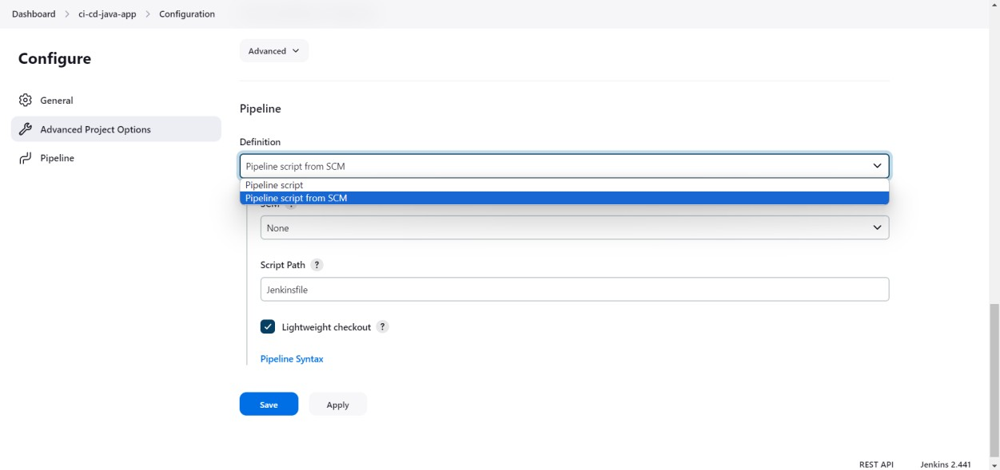 Dashboard > ci-cd-java-app > Configuration
Configure
General
Advanced Project Options
Pipeline
Advanced
Pipeline
Definition
Pipeline script from SCM
Pipeline script
Pipeline script from SCM
SCM ?
None
Script Path ?
Jenkinsfile
Lightweight checkout ?
Pipeline Syntax
Save Apply
REST API Jenkins 2.441